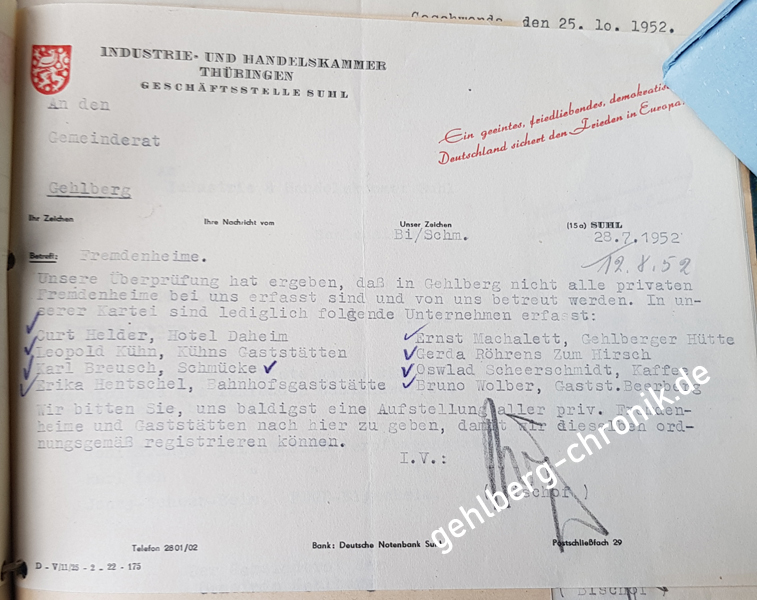 den 25. 10. 1952.
INDUSTRIE- UND HANDELSKAMMER
THÜRINGEN
GESCHÄFTSSTELLE SUHL
An den
Gemeinderat
Gehlberg
Ein geeintes, friedliebendes,
Deutschland sichert den Frieden in Europa
Ihr Zeichen
Ihre Nachricht vom
Unser Zeichen
Bi/Schm.
(15a) SUHL
28.7.1952
12.8.52
Betreff: Fremdenheime.
Unsere Überprüfung hat ergeben, daß in Gehlberg nicht alle privaten
Fremdenheime bei uns erfasst sind und von uns betreut werden. In un-
serer Kartei sind lediglich folgende Unternehmen erfasst:
Curt Helder, Hotel Daheim
Ernst Machalett, Gehlberger Hütte
Leopold Kühn, Kühns Gaststätten
Gerda Röhrens Zum Hirsch
Karl Breusch, Schmücke
Oswlad Scheerschmidt, Kaffee
Erika Hentschel, Bahnhofsgaststätte
Bruno Wolber, Gastst. Beerberg
Wir bitten Sie, uns baldigst eine Aufstellung aller priv. Fremden-
heime und Gaststätten nach hier zu geben, damit wir dieselben ord-
nungsgemäß registrieren können.
I.V.:
( Bischof )
gehlberg-chronik.de
Telefon 2801/02
Bank: Deutsche Notenbank Suhl
Postschließfach 29
D - V/11/25 - 2 - 22 - 175
( Bischof )